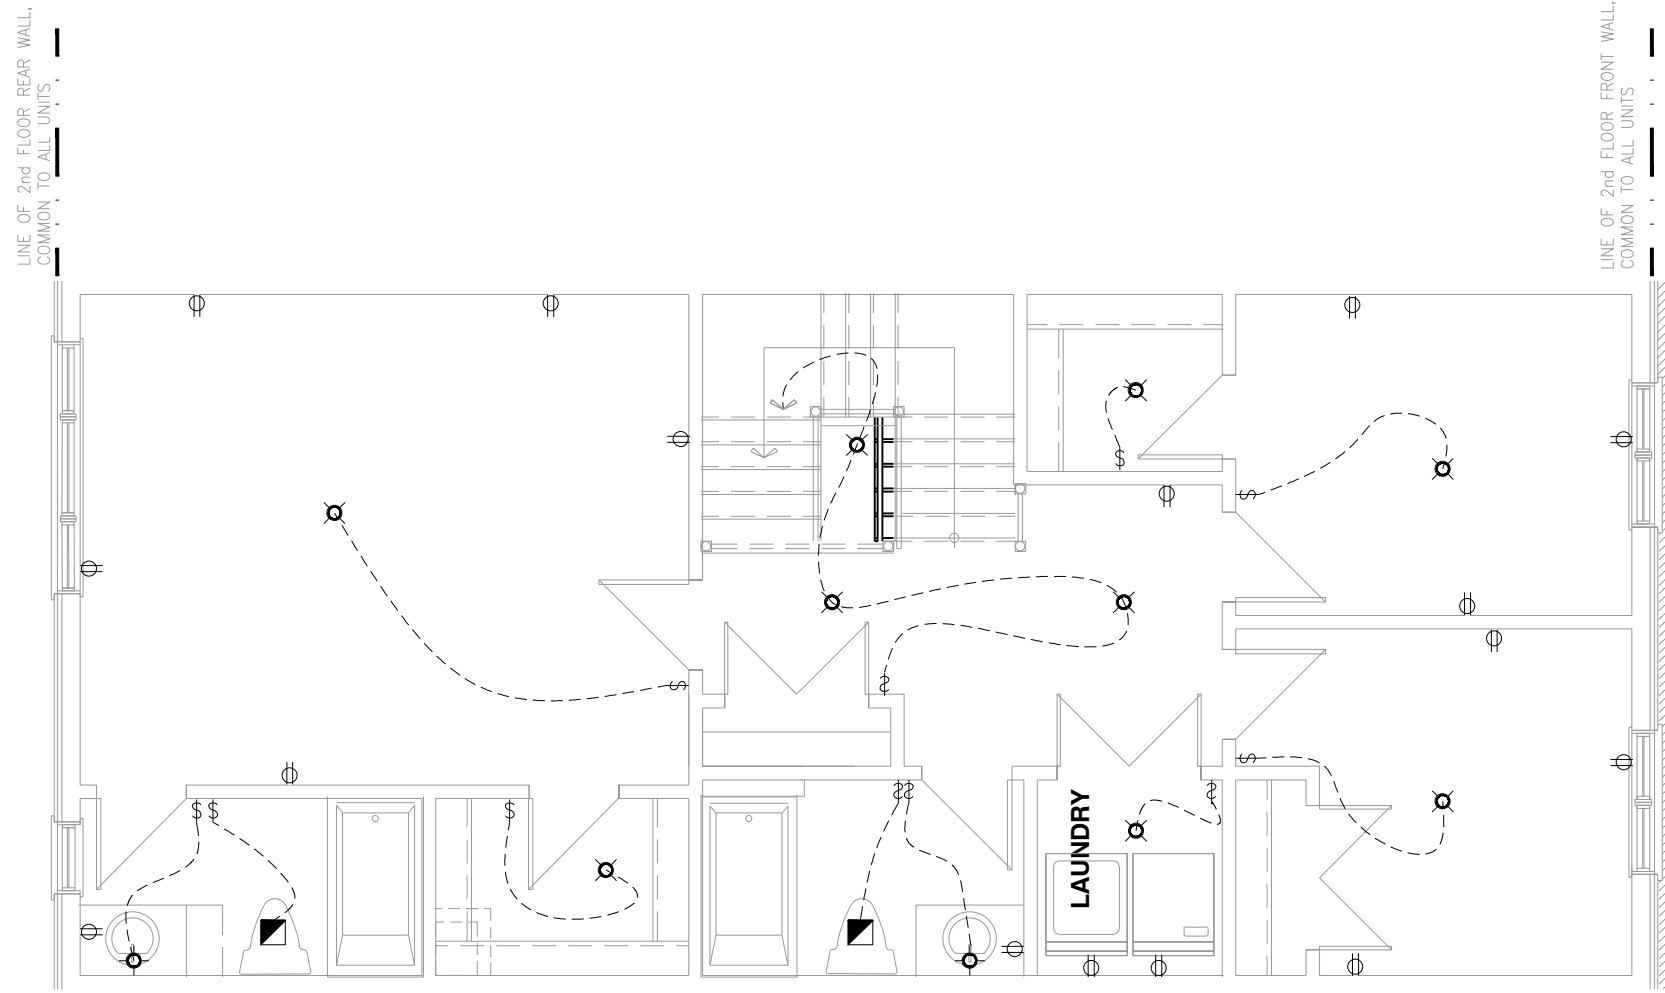 LINE OF 2nd FLOOR REAR WALL,
COMMON TO ALL UNITS
LINE OF 2nd FLOOR FRONT WALL,
COMMON TO ALL UNITS
$
$
$
$
$
$ $
$
$$
$
$
LAUNDRY